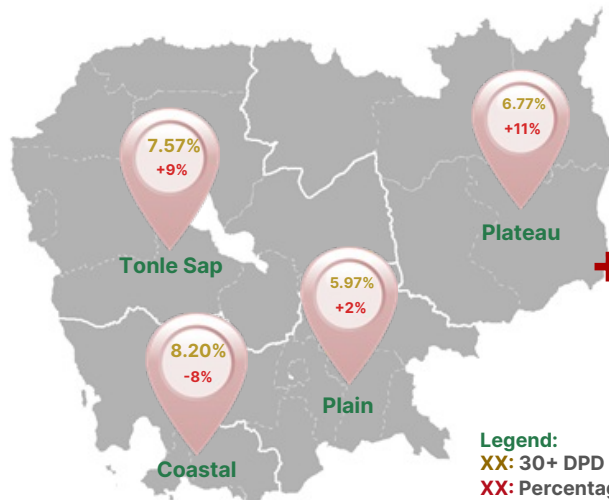 6.77%
+11%
Plateau
7.57%
+9%
Tonle Sap
5.97%
+2%
Plain
8.20%
-8%
Coastal
Legend:
XX: 30+ DPD
XX: